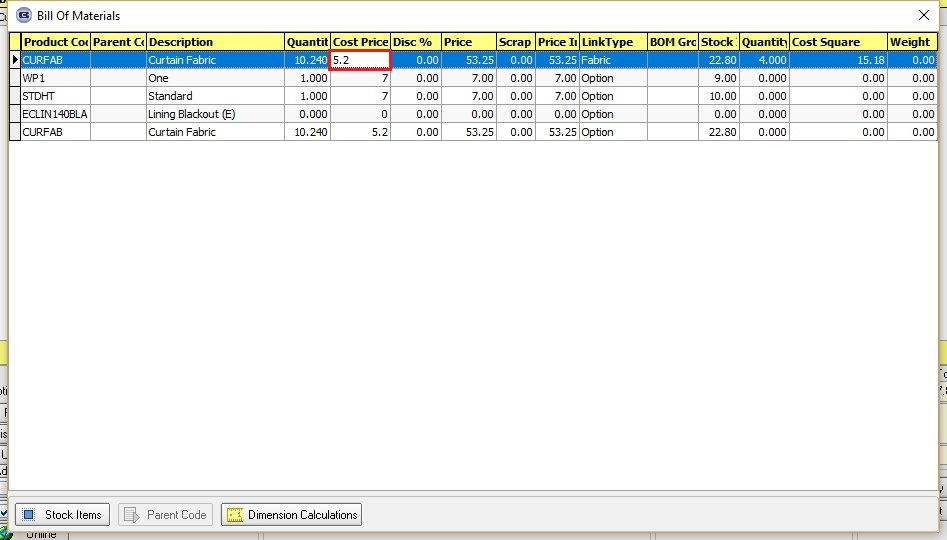 Bill Of Materials
Product Coc Parent Co Description Quantit Cost Price Disc % Price Scrap Price In LinkType BOM Gro Stock Quantity Cost Square Weight
CURFAB Curtain Fabric 10.240 5.2 0.00 53.25 0.00 53.25 Fabric 22.80 4.000 15.18 0.00
WP1 One 1.000 7 0.00 7.00 0.00 7.00 Option 9.00 0.000 0.00 0.00
STDHT Standard 1.000 7 0.00 7.00 0.00 7.00 Option 10.00 0.000 0.00 0.00
ECLIN140BLA Lining Blackout (E) 0.000 0 0.00 0.00 0.00 0.00 Option 0.00 0.000 0.00 0.00
CURFAB Curtain Fabric 10.240 5.2 0.00 53.25 0.00 53.25 Option 22.80 0.000 0.00 0.00
Stock Items Parent Code Dimension Calculations
Online